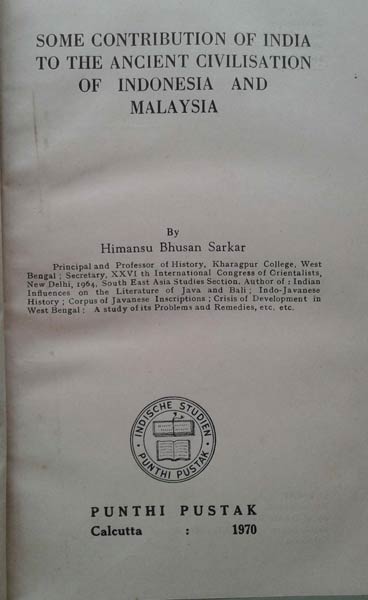 SOME CONTRIBUTION OF INDIA
TO THE ANCIENT CIVILISATION
OF INDONESIA AND
MALAYSIA
By
Himansu Bhusan Sarkar
Principal and Professor of History, Kharagpur College, West
Bengal ; Secretary, XXVI th International Congress of Orientalists,
New Delhi, 1964, South East Asia Studies Section. Author of : Indian
Influences on the Literature of Java and Bali ; Indo-Javanese
History ; Corpus of Javanese Inscriptions ; Crisis of Development in
West Bengal : A study of its Problems and Remedies, etc. etc.
INDISCHE STUDIEN
PUNTHI PUSTAK
PUNTHI PUSTAK
Calcutta : 1970